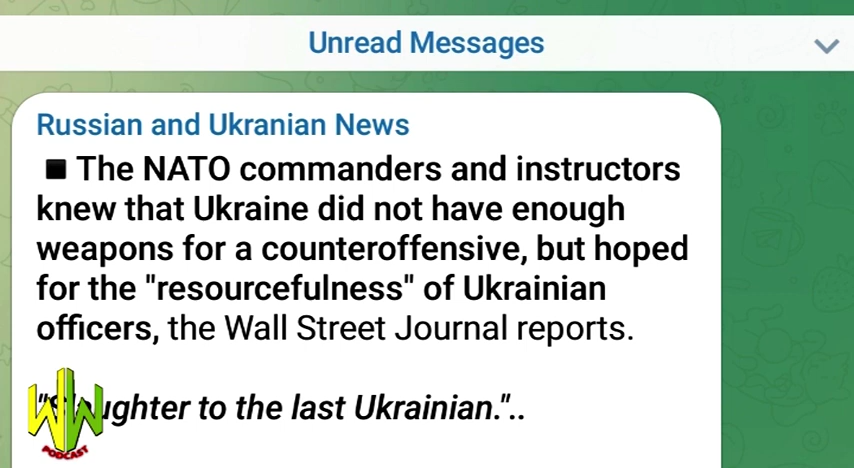 Unread Messages
Russian and Ukranian News
The NATO commanders and instructors
knew that Ukraine did not have enough
weapons for a counteroffensive, but hoped
for the "resourcefulness" of Ukrainian
officers, the Wall Street Journal reports.
to the last Ukrainian."..
WW
PODCAST